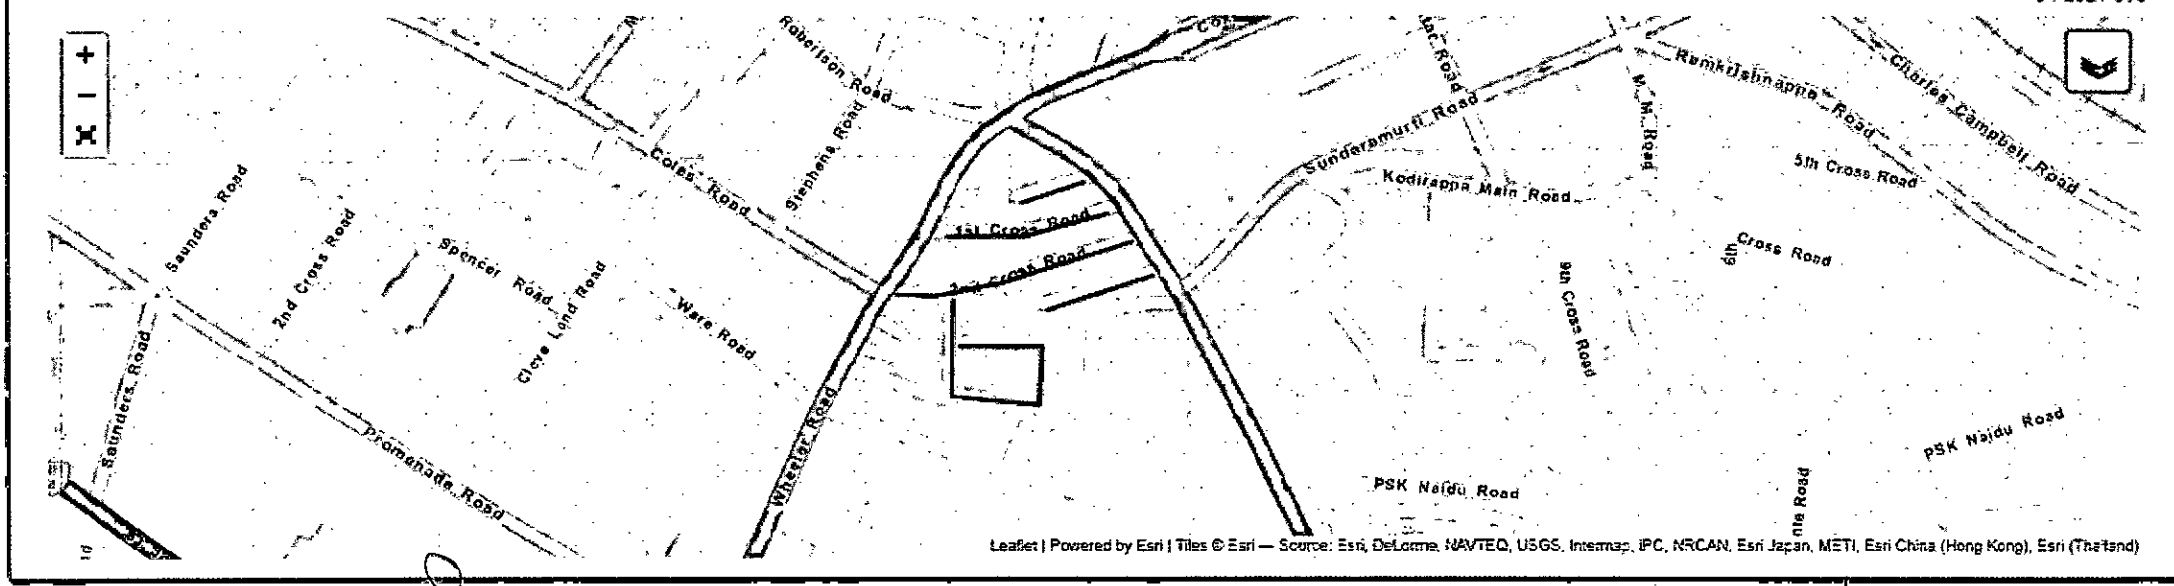 +
−
Robertson Road
Stephens Road
Coles Road
Saunders Road
2nd Cross Road
Spencer Road
Cleve Land Road
Ware Road
Saunders Road
Promenade Road
Wheeler Road
1st Cross Road
2nd Cross Road
Sunderamurti Road
Road
Kodirappa Main Road
M. M. Road
Ramkrishnappa Road
Charles Campbell Road
5th Cross Road
6th Cross Road
9th Cross Road
PSK Naidu Road
PSK Naidu Road
Road
Leaflet | Powered by Esri | Tiles © Esri — Source: Esri, DeLorme, NAVTEQ, USGS, Intermap, iPC, NRCAN, Esri Japan, METI, Esri China (Hong Kong), Esri (Thailand)